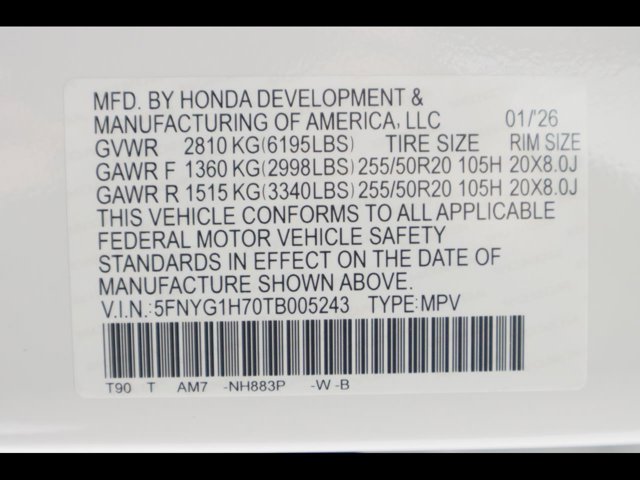 MFD. BY HONDA DEVELOPMENT &
MANUFACTURING OF AMERICA, LLC 01/'26
GVWR 2810 KG(6195LBS) TIRE SIZE RIM SIZE
GAWR F 1360 KG(2998LBS) 255/50R20 105H 20X8.0J
GAWR R 1515 KG(3340LBS) 255/50R20 105H 20X8.0J
THIS VEHICLE CONFORMS TO ALL APPLICABLE
FEDERAL MOTOR VEHICLE SAFETY
STANDARDS IN EFFECT ON THE DATE OF
MANUFACTURE SHOWN ABOVE.
V.I.N.:5FNYG1H70TB005243 TYPE:MPV
T90 T AM7 -NH883P -W -B